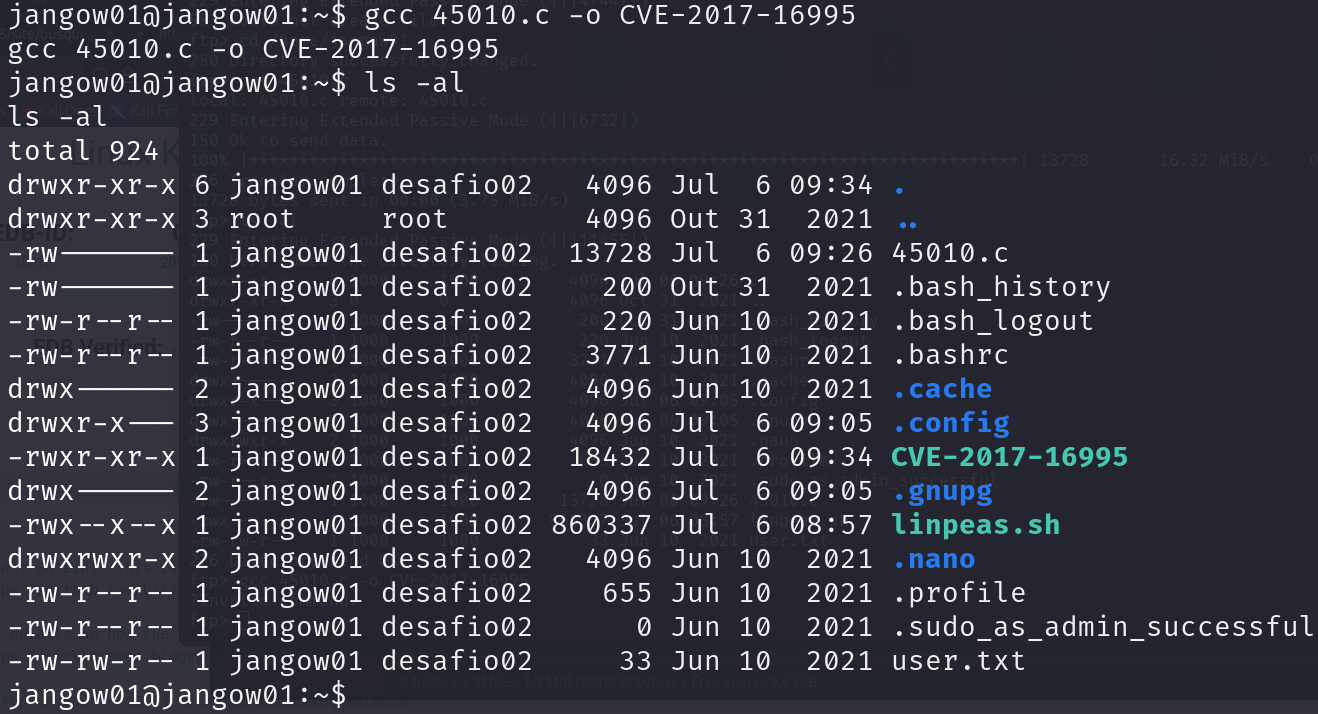 jangow01@jangow01:~$ gcc 45010.c -o CVE-2017-16995
gcc 45010.c -o CVE-2017-16995
jangow01@jangow01:~$ ls -al
ls -al
total 924
drwxr-xr-x 6 jangow01 desafio02   4096 Jul  6 09:34 .
drwxr-xr-x 3 root     root        4096 Out 31  2021 ..
-rw------- 1 jangow01 desafio02  13728 Jul  6 09:26 45010.c
-rw------- 1 jangow01 desafio02    200 Out 31  2021 .bash_history
-rw-r--r-- 1 jangow01 desafio02    220 Jun 10  2021 .bash_logout
-rw-r--r-- 1 jangow01 desafio02   3771 Jun 10  2021 .bashrc
drwx------ 2 jangow01 desafio02   4096 Jun 10  2021 .cache
drwxr-x--- 3 jangow01 desafio02   4096 Jul  6 09:05 .config
-rwxr-xr-x 1 jangow01 desafio02  18432 Jul  6 09:34 CVE-2017-16995
drwx------ 2 jangow01 desafio02   4096 Jul  6 09:05 .gnupg
-rwx--x--x 1 jangow01 desafio02 860337 Jul  6 08:57 linpeas.sh
drwxrwxr-x 2 jangow01 desafio02   4096 Jun 10  2021 .nano
-rw-r--r-- 1 jangow01 desafio02    655 Jun 10  2021 .profile
-rw-r--r-- 1 jangow01 desafio02      0 Jun 10  2021 .sudo_as_admin_successful
-rw-rw-r-- 1 jangow01 desafio02     33 Jun 10  2021 user.txt
jangow01@jangow01:~$